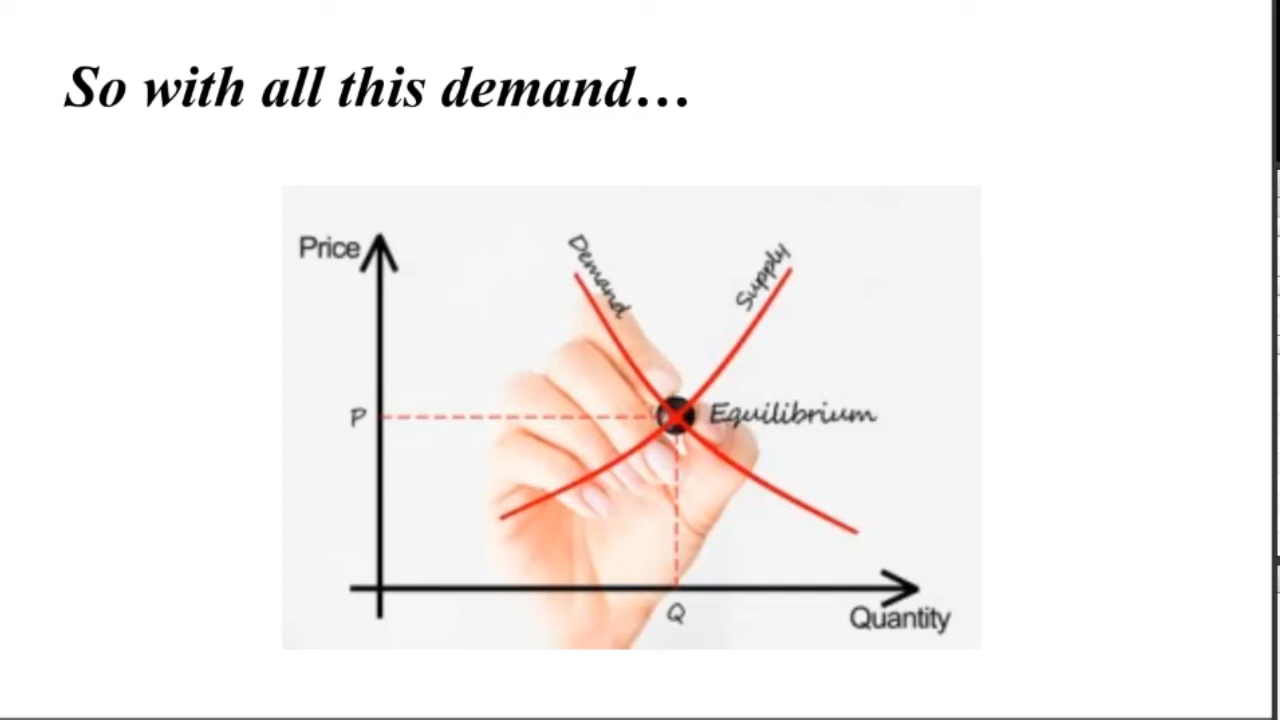 So with all this demand…
Price
Demand
Supply
P
Equilibrium
Q
Quantity